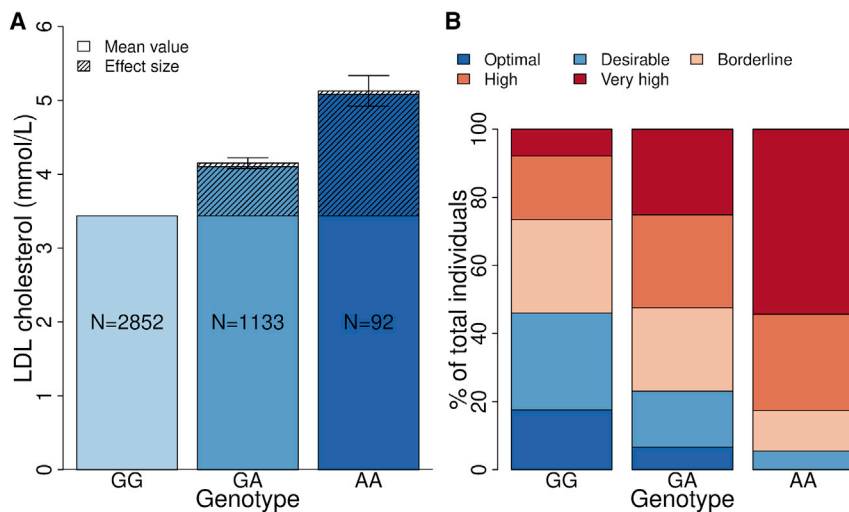 A
Mean value
Effect size
LDL cholesterol (mmol/L)
6
5
4
3
2
1
0
N=2852
N=1133
N=92
GG
GA
AA
Genotype
B
Optimal
Desirable
Borderline
High
Very high
% of total individuals
100
80
60
40
20
0
GG
GA
AA
Genotype